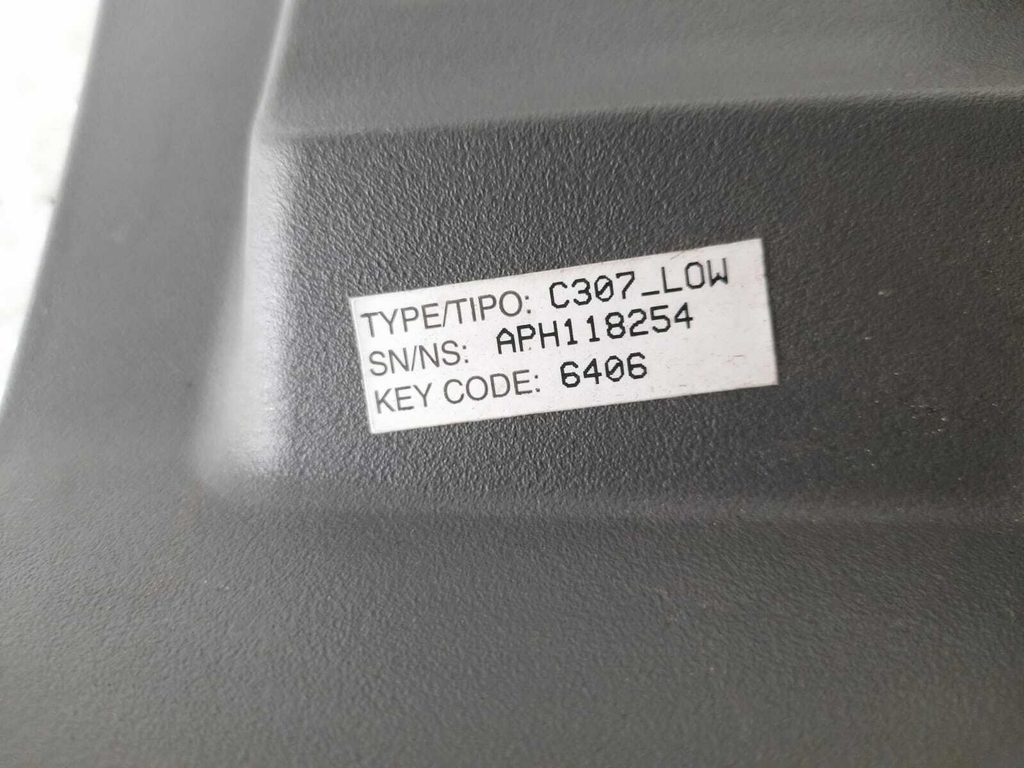 TYPE/TIPO: C307_LOW
SN/NS: APH118254
KEY CODE: 6406